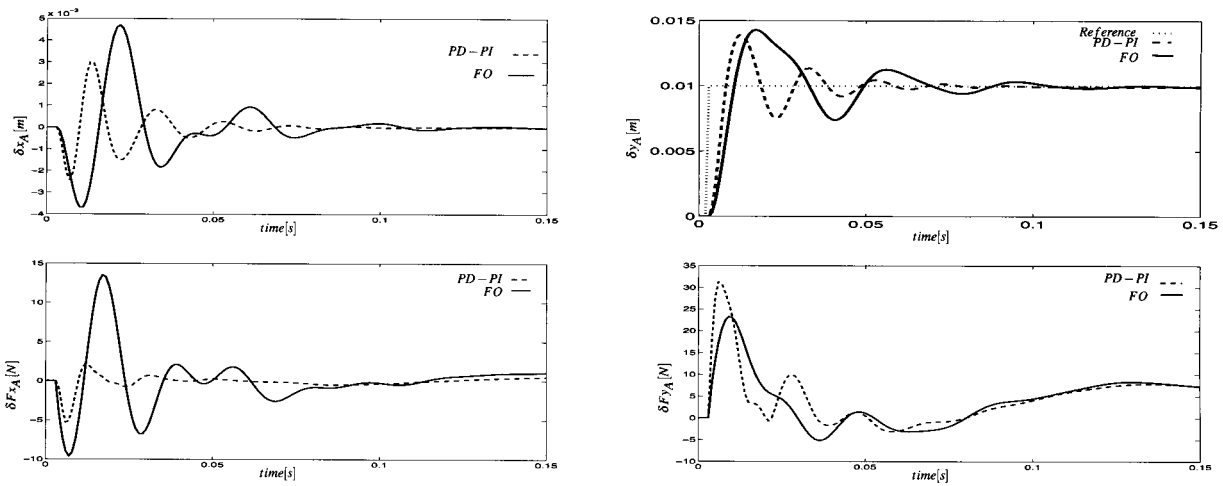 5 ×10⁻³
4
3
2
1
0
-1
-2
-3
-4
δx_A[m]
PD-PI
FO
0
0.05
0.1
0.15
time[s]
0.015
0.01
0.005
0
δy_A[m]
Reference
PD-PI
FO
0
0.05
0.1
0.15
time[s]
15
10
5
0
-5
-10
δFx_A[N]
PD-PI
FO
0
0.05
0.1
0.15
time[s]
35
30
25
20
15
10
5
0
-5
-10
δFy_A[N]
PD-PI
FO
0
0.05
0.1
0.15
time[s]